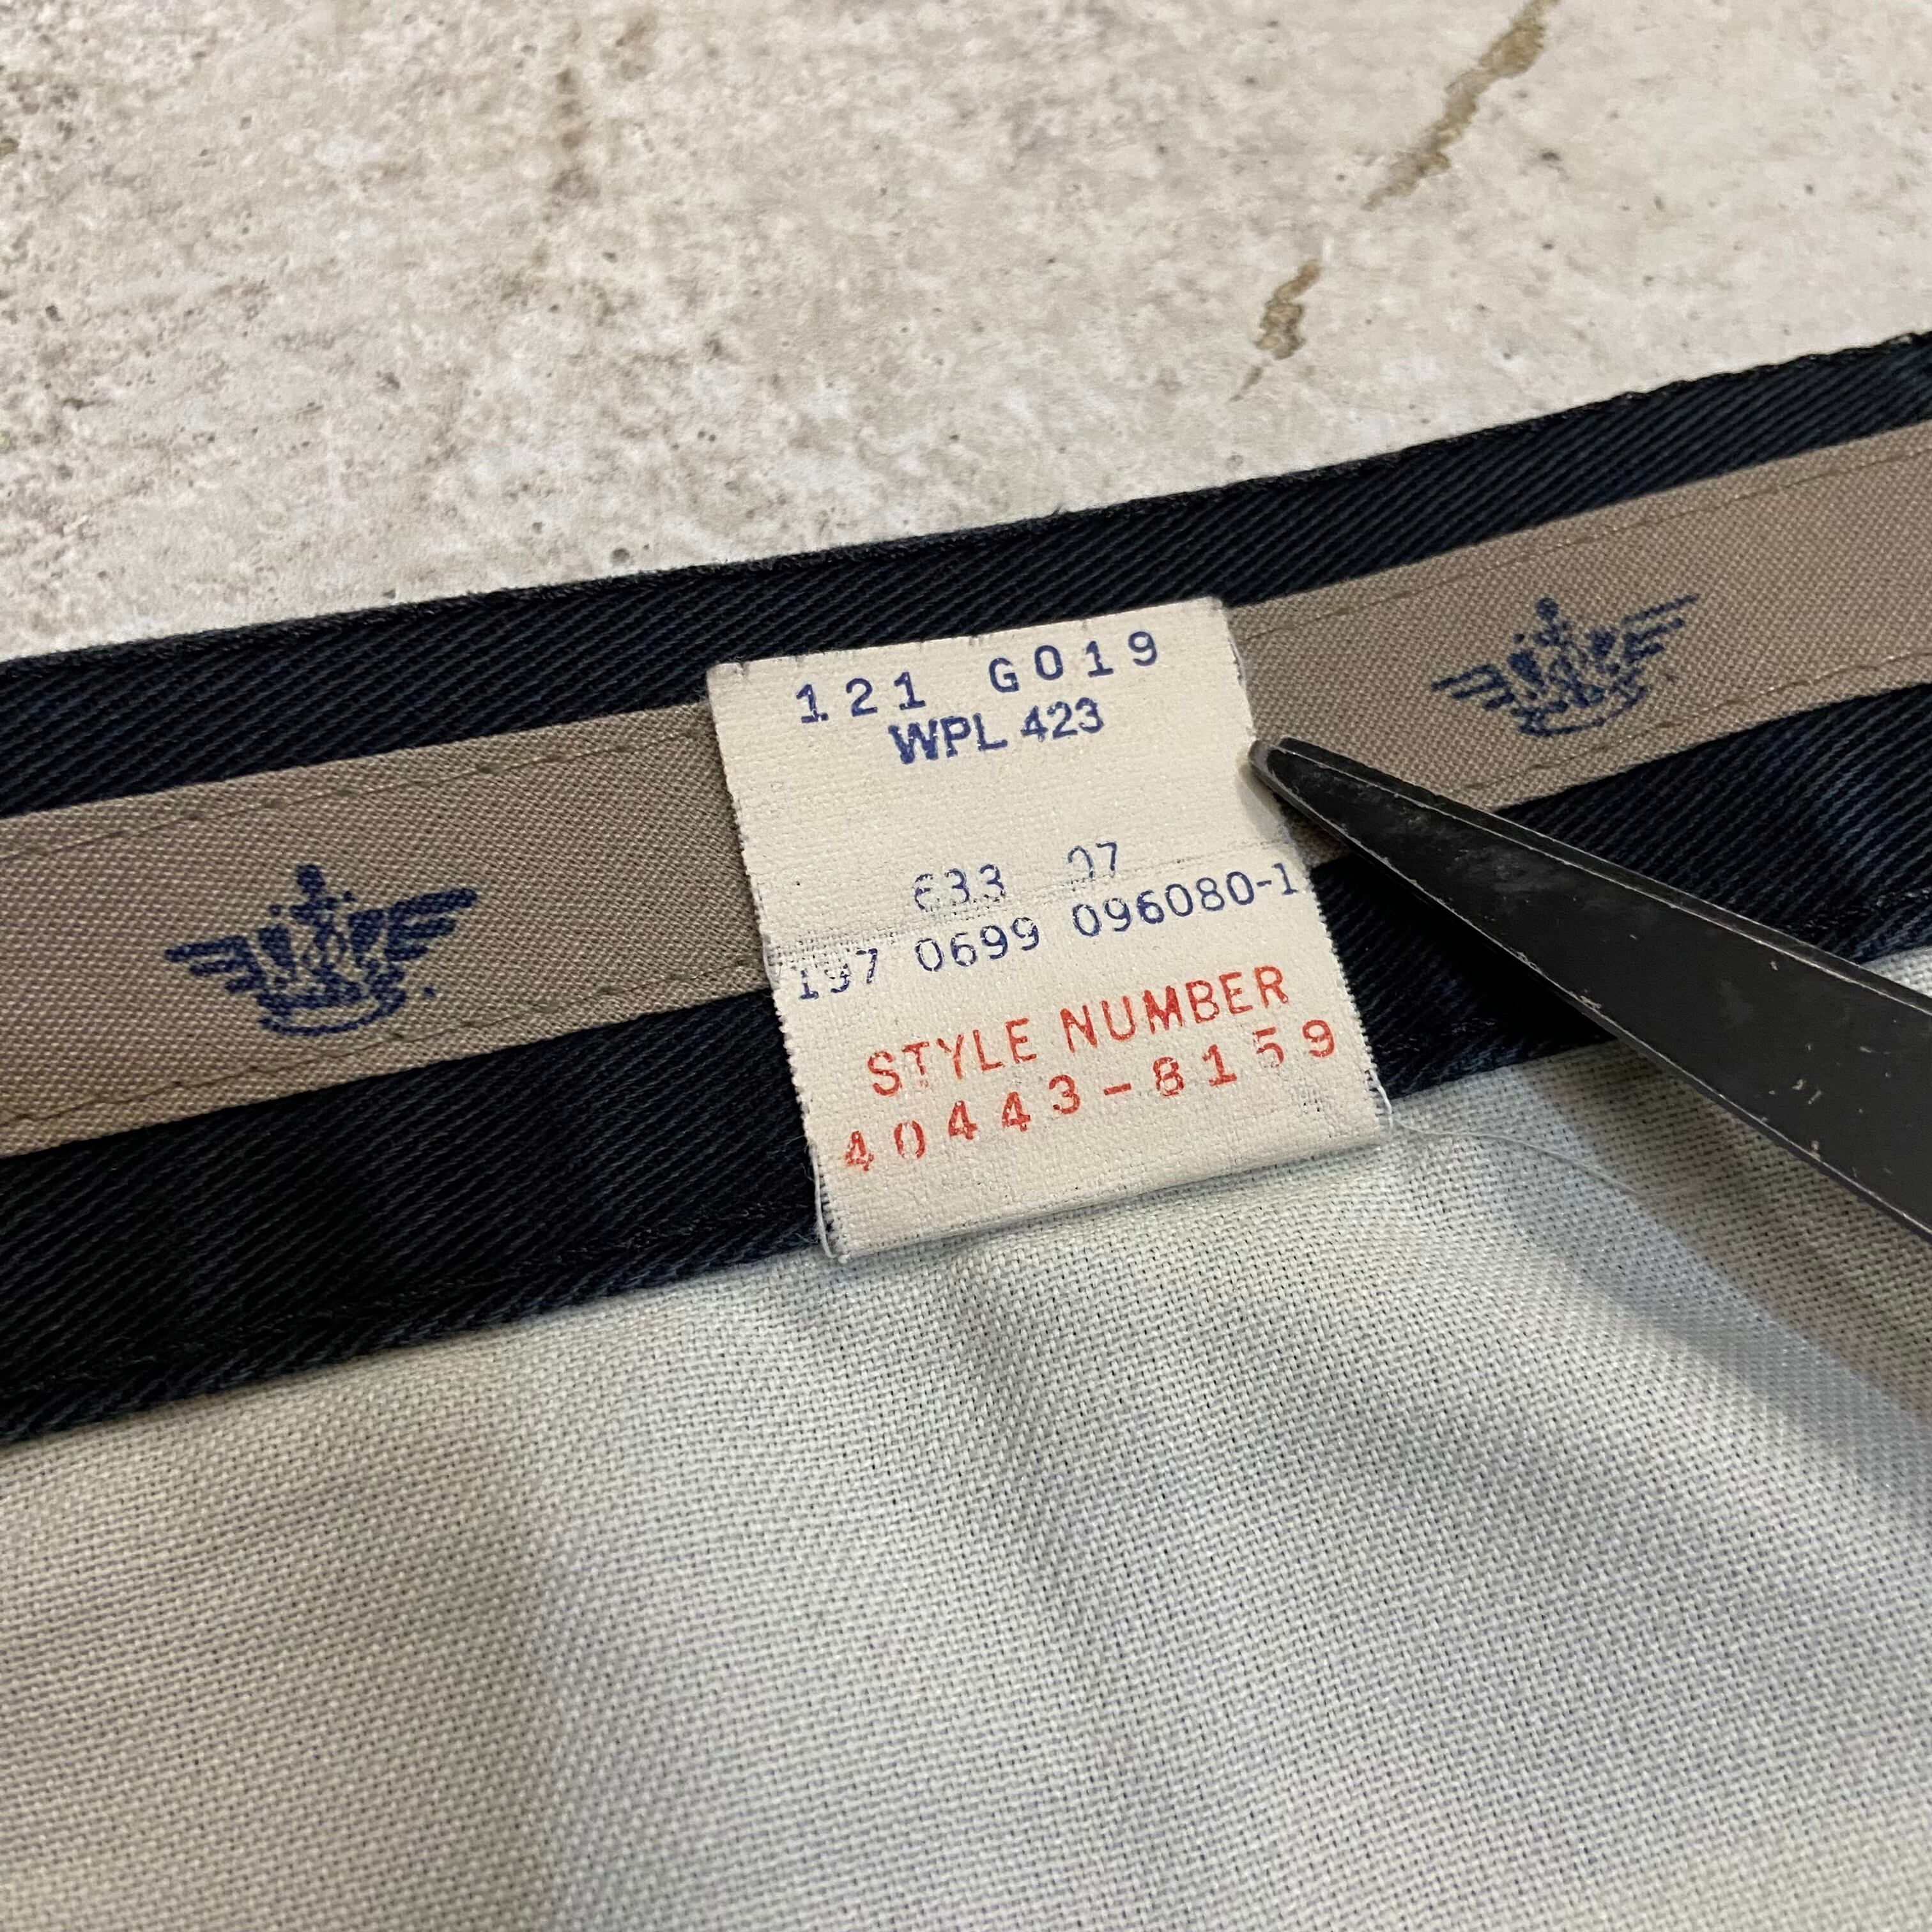 121 G019
WPL 423
633 07
197 0699 096080-1
STYLE NUMBER
40443-8159